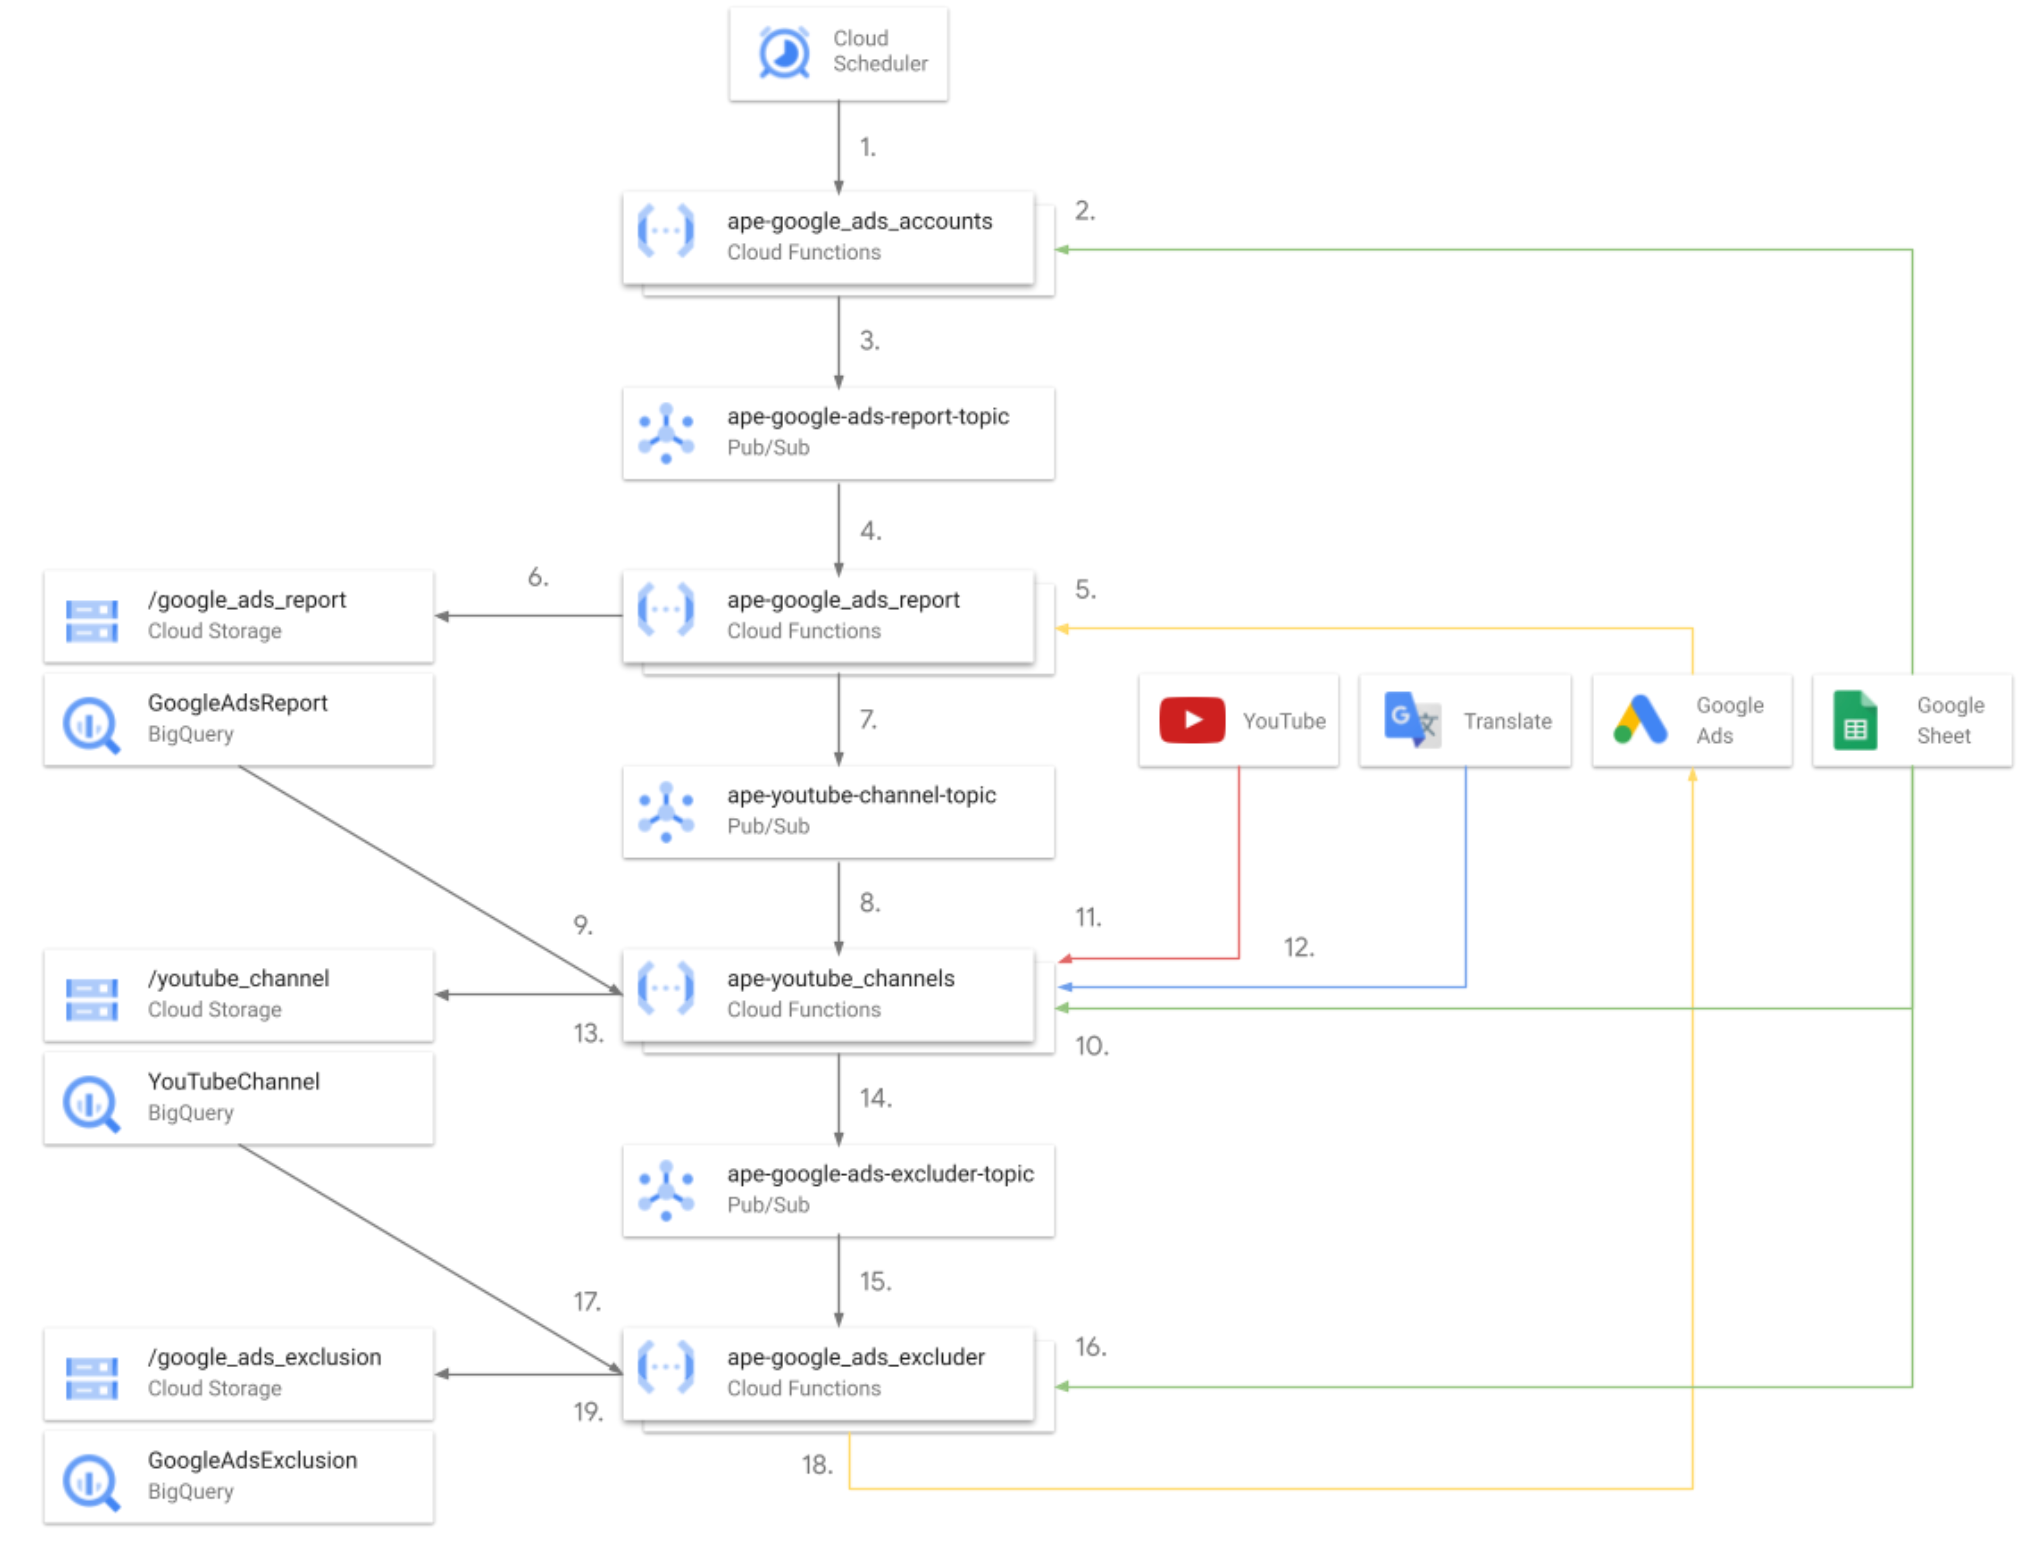 Cloud
Scheduler
1.
ape-google_ads_accounts
Cloud Functions
2.
3.
ape-google-ads-report-topic
Pub/Sub
4.
/google_ads_report
Cloud Storage
6.
ape-google_ads_report
Cloud Functions
5.
GoogleAdsReport
BigQuery
7.
YouTube
Translate
Google
Ads
Google
Sheet
ape-youtube-channel-topic
Pub/Sub
8.
9.
11.
12.
/youtube_channel
Cloud Storage
13.
ape-youtube_channels
Cloud Functions
10.
YouTubeChannel
BigQuery
14.
ape-google-ads-excluder-topic
Pub/Sub
15.
17.
/google_ads_exclusion
Cloud Storage
19.
ape-google_ads_excluder
Cloud Functions
16.
GoogleAdsExclusion
BigQuery
18.